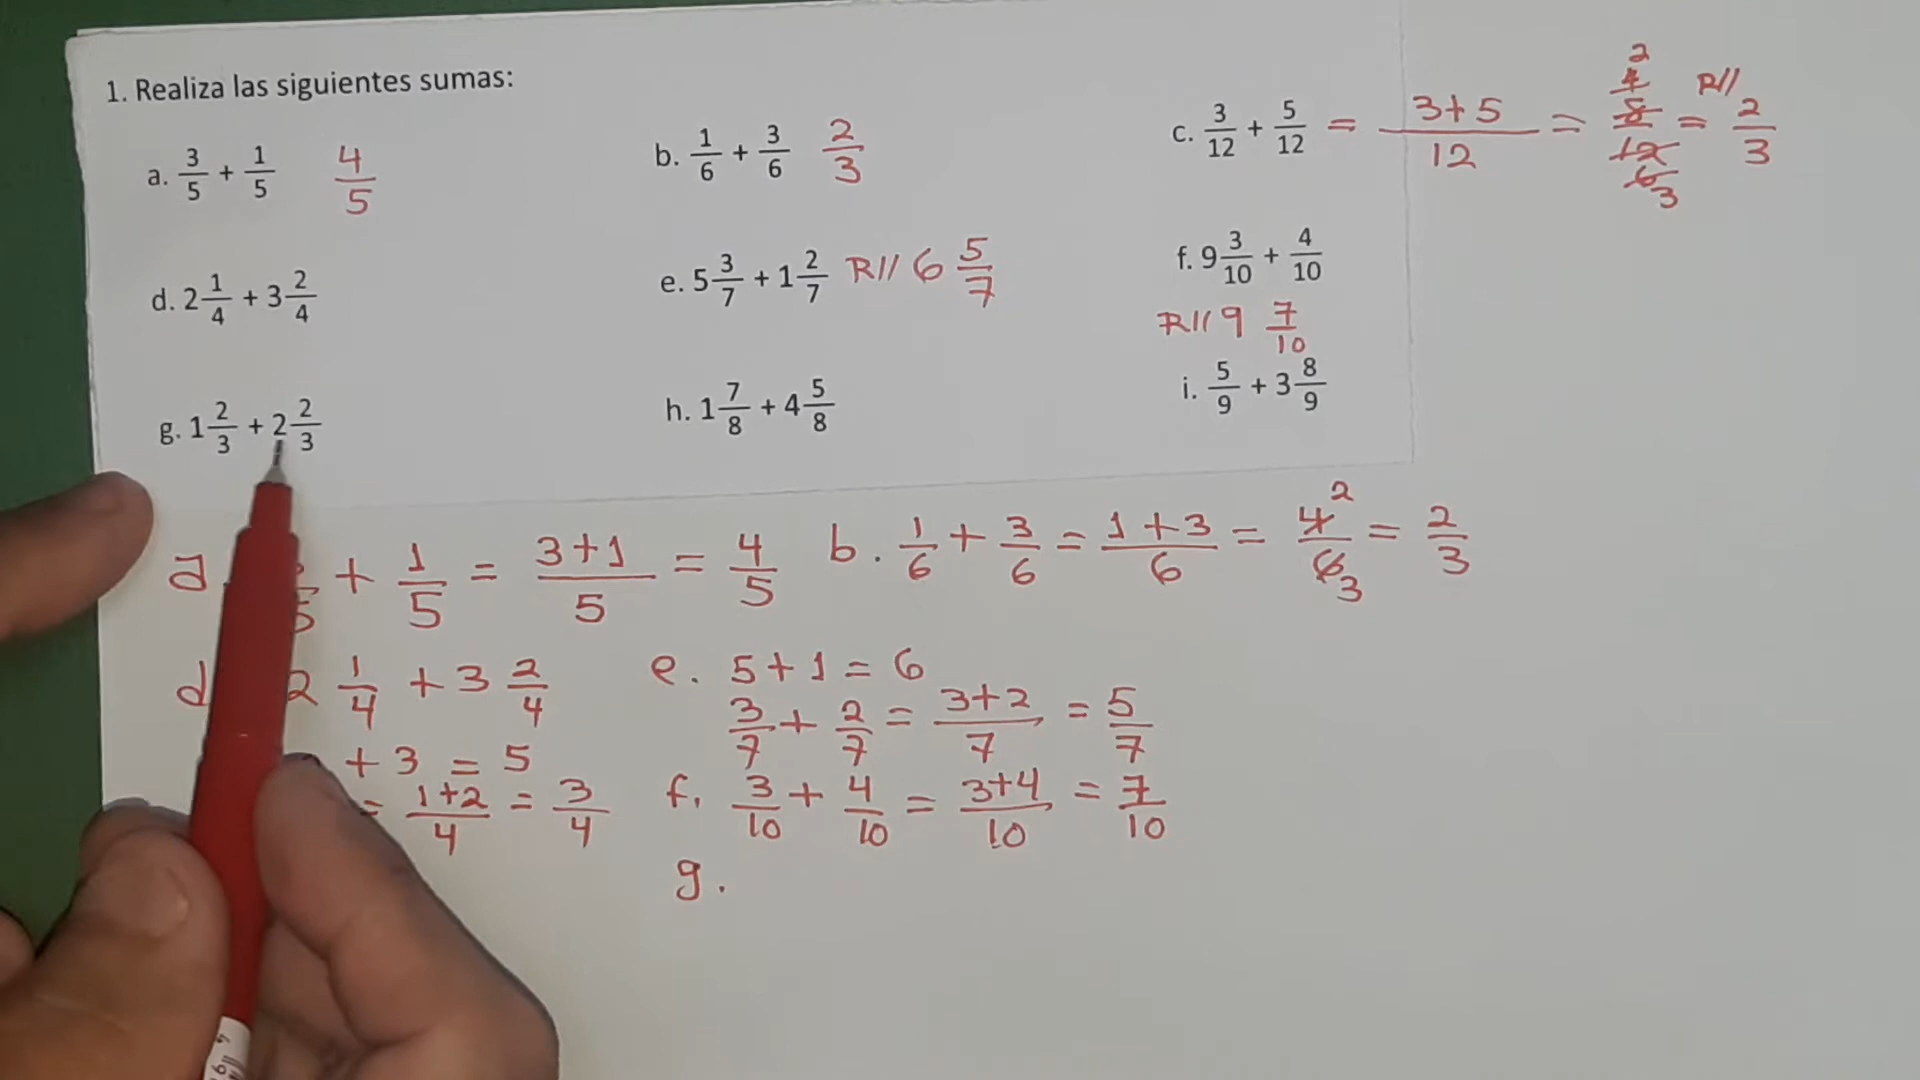 1. Realiza las siguientes sumas:
a. 3/5 + 1/5 4/5
b. 1/6 + 3/6 2/3
c. 3/12 + 5/12 = 3+5/12 = 2 4 8/12 6 3 = R// 2/3
d. 2 1/4 + 3 2/4
e. 5 3/7 + 1 2/7 R// 6 5/7
f. 9 3/10 + 4/10
R// 9 7/10
g. 1 2/3 + 2 2/3
h. 1 7/8 + 4 5/8
i. 5/9 + 3 8/9
a. + 1/5 = 3+1/5 = 4/5
b. 1/6 + 3/6 = 1+3/6 = 4 2/6 3 = 2/3
d 2 1/4 + 3 2/4
+ 3 = 5
= 1+2/4 = 3/4
e. 5+1 = 6
3/7 + 2/7 = 3+2/7 = 5/7
f. 3/10 + 4/10 = 3+4/10 = 7/10
g.